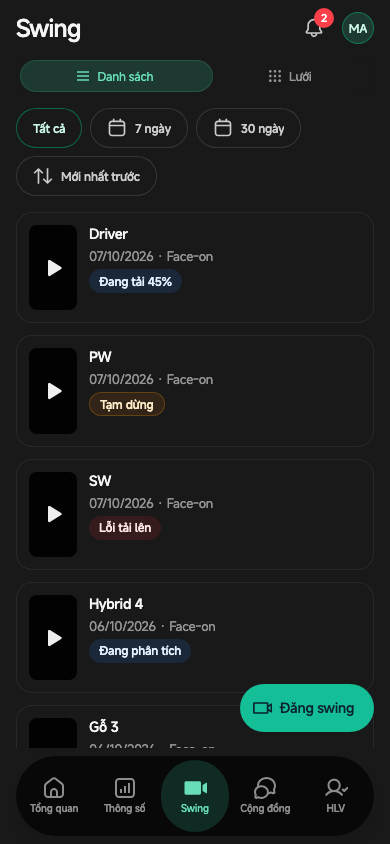 Swing
2
MA
Danh sách
Lưới
Tất cả
7 ngày
30 ngày
Mới nhất trước
Driver
07/10/2026 · Face-on
Đang tải 45%
PW
07/10/2026 · Face-on
Tạm dừng
SW
07/10/2026 · Face-on
Lỗi tải lên
Hybrid 4
06/10/2026 · Face-on
Đang phân tích
Đăng swing
Gỗ 3
Tổng quan
Thông số
Swing
Cộng đồng
HLV